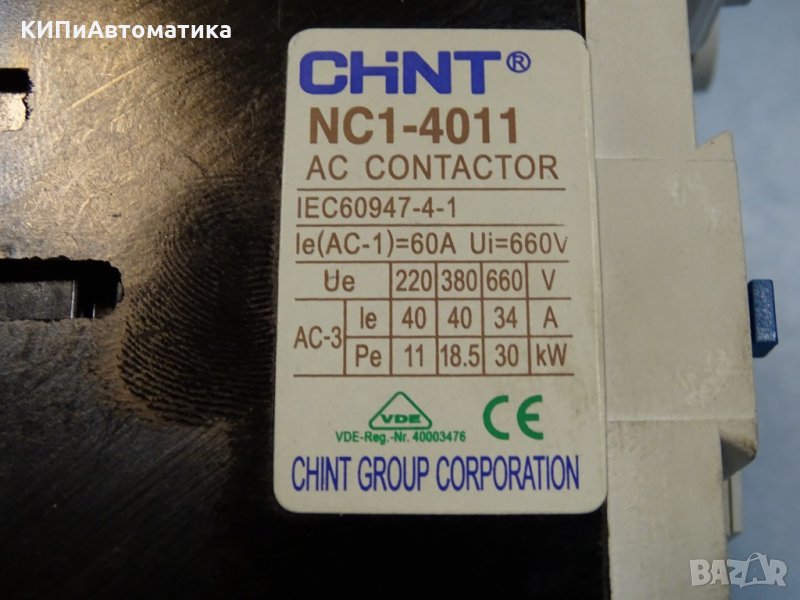 КИПиАвтоматика
CHINT®
NC1-4011
AC CONTACTOR
IEC60947-4-1
Ie(AC-1)=60A Ui=660V
Ue 220 380 660 V
AC-3 Ie 40 40 34 A
Pe 11 18.5 30 kW
VDE CE
VDE-Reg.-Nr. 40003476
CHINT GROUP CORPORATION
BAZAR